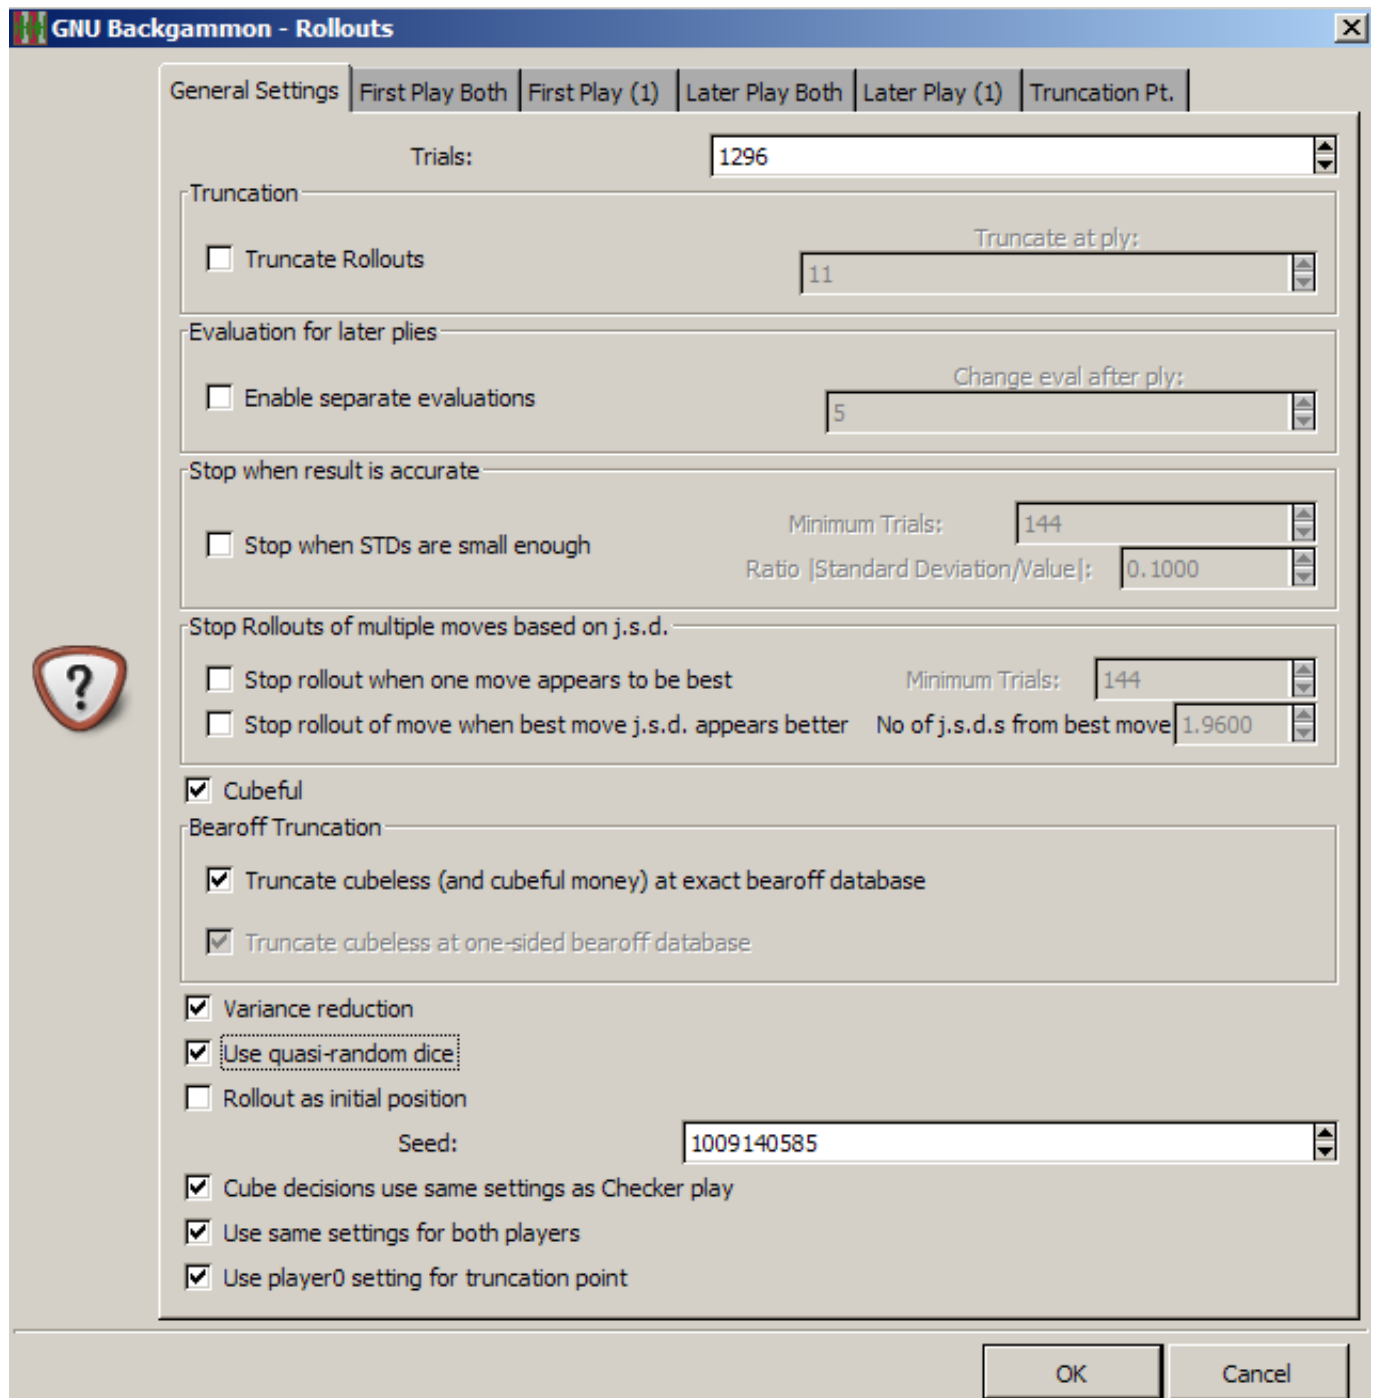 GNU Backgammon - Rollouts
General Settings First Play Both First Play (1) Later Play Both Later Play (1) Truncation Pt.
Trials: 1296
Truncation
Truncate at ply:
Truncate Rollouts 11
Evaluation for later plies
Change eval after ply:
Enable separate evaluations 5
Stop when result is accurate
Minimum Trials: 144
Stop when STDs are small enough
Ratio |Standard Deviation/Value|: 0.1000
Stop Rollouts of multiple moves based on j.s.d.
Stop rollout when one move appears to be best Minimum Trials: 144
Stop rollout of move when best move j.s.d. appears better No of j.s.d.s from best move 1.9600
?
Cubeful
Bearoff Truncation
Truncate cubeless (and cubeful money) at exact bearoff database
Truncate cubeless at one-sided bearoff database
Variance reduction
Use quasi-random dice
Rollout as initial position
Seed: 1009140585
Cube decisions use same settings as Checker play
Use same settings for both players
Use player0 setting for truncation point
OK Cancel